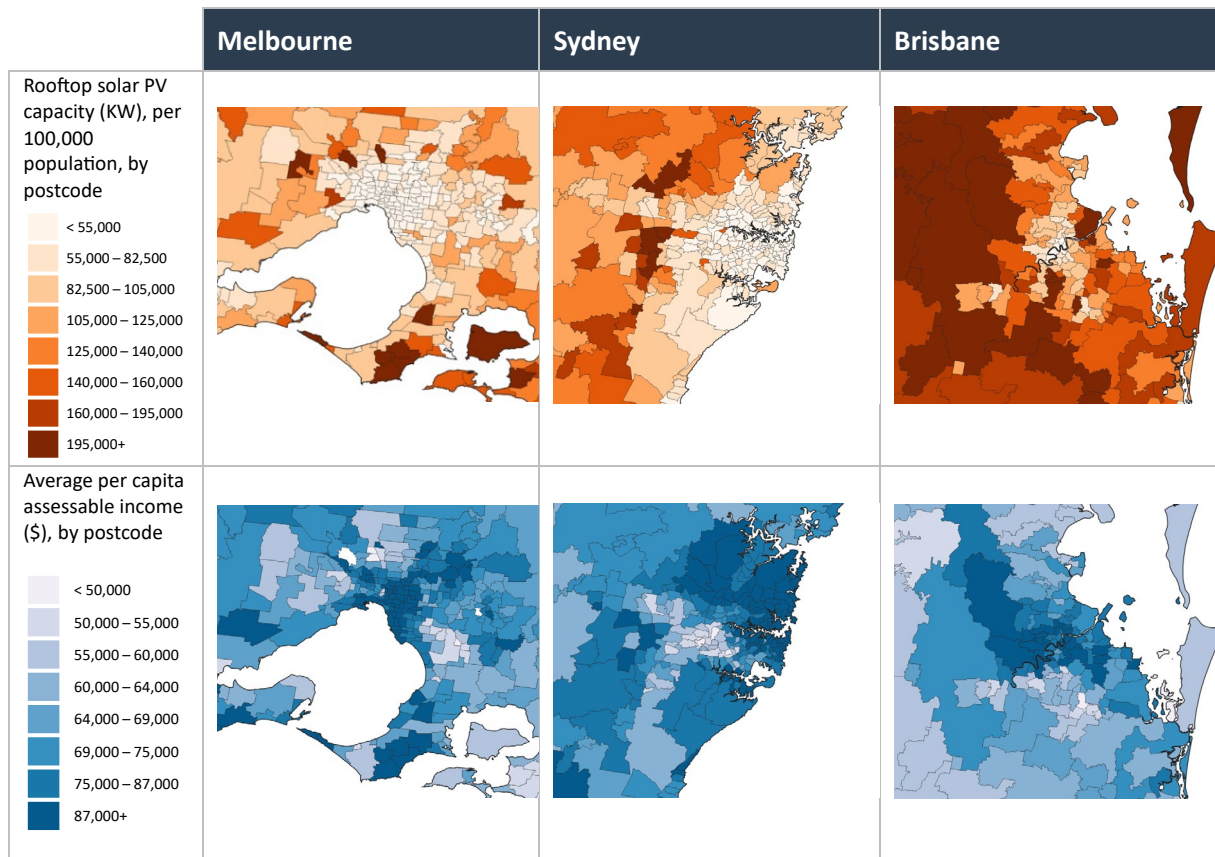 Melbourne
Sydney
Brisbane
Rooftop solar PV
capacity (KW), per
100,000
population, by
postcode
< 55,000
55,000 – 82,500
82,500 – 105,000
105,000 – 125,000
125,000 – 140,000
140,000 – 160,000
160,000 – 195,000
195,000+
Average per capita
assessable income
($), by postcode
< 50,000
50,000 – 55,000
55,000 – 60,000
60,000 – 64,000
64,000 – 69,000
69,000 – 75,000
75,000 – 87,000
87,000+